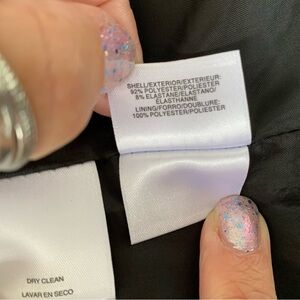 SHELL/EXTERIOR/EXTERIEUR:
92% POLYESTER/POLIESTER
8% ELASTANE/ELASTANO/
ELASTHANNE
LINING/FORRO/DOUBLURE:
100% POLYESTER/POLIESTER
DRY CLEAN
LAVAR EN SECO